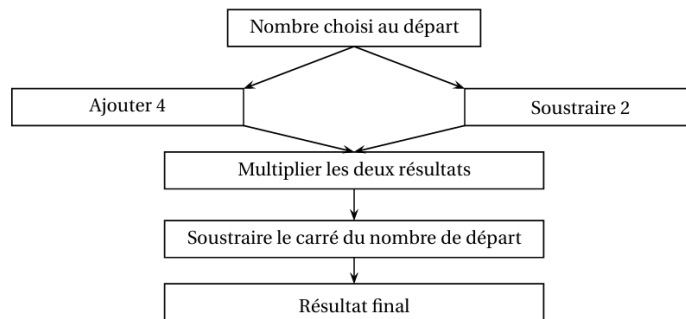 Nombre choisi au départ
Ajouter 4
Soustraire 2
Multiplier les deux résultats
Soustraire le carré du nombre de départ
Résultat final